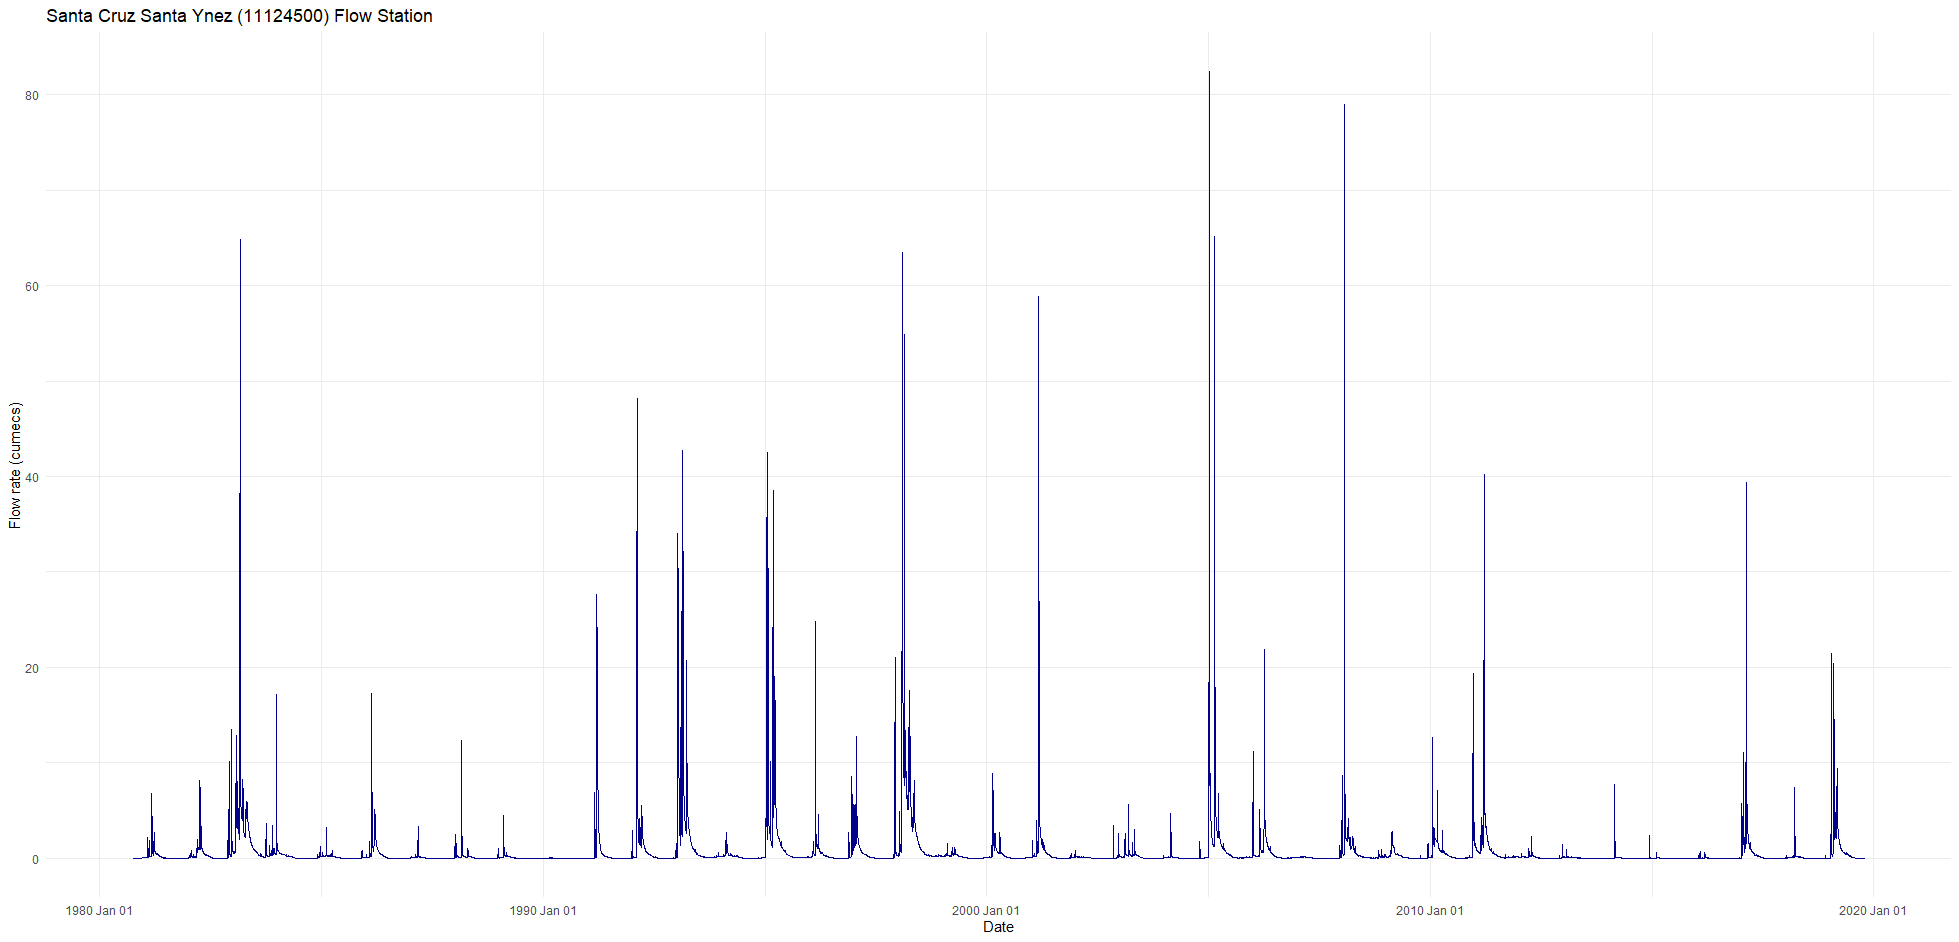 Santa Cruz Santa Ynez (11124500) Flow Station
80
60
40
20
0
Flow rate (cumecs)
1980 Jan 01
1990 Jan 01
2000 Jan 01
2010 Jan 01
2020 Jan 01
Date